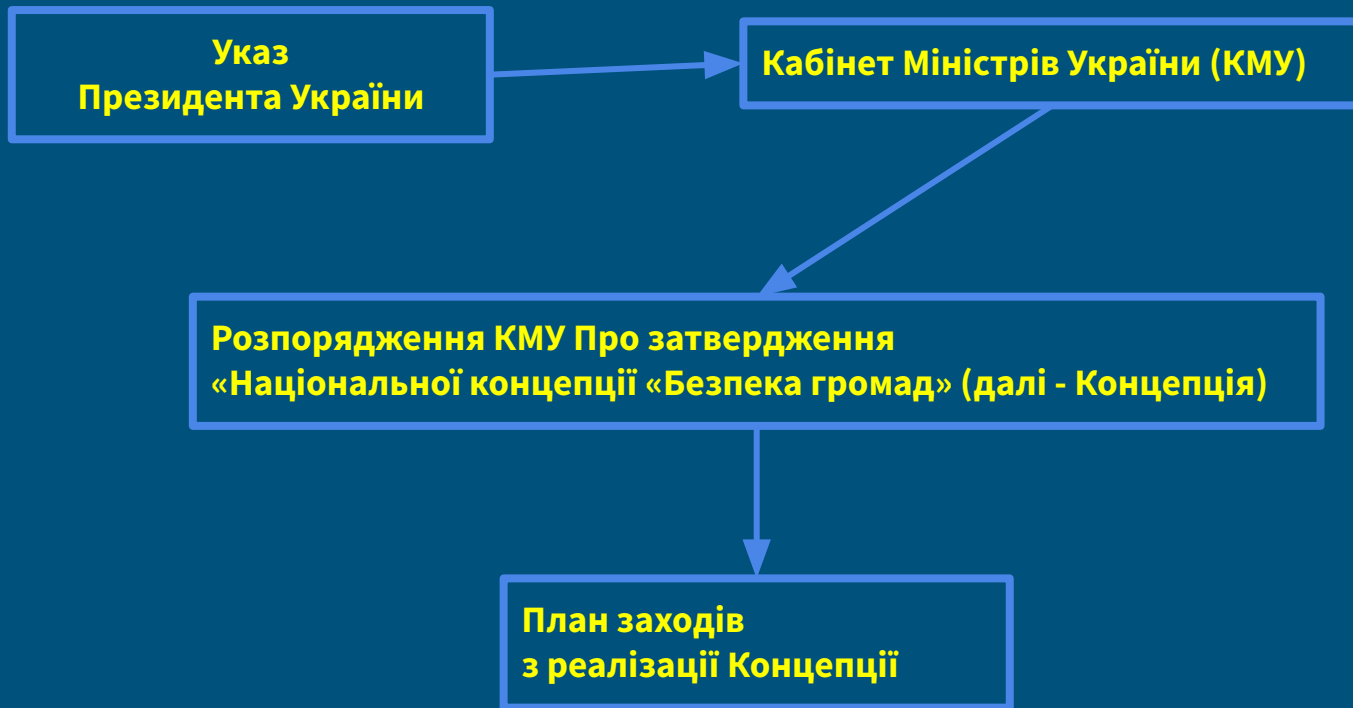 Указ
Президента України
Кабінет Міністрів України (КМУ)
Розпорядження КМУ Про затвердження
«Національної концепції «Безпека громад» (далі - Концепція)
План заходів
з реалізації Концепції